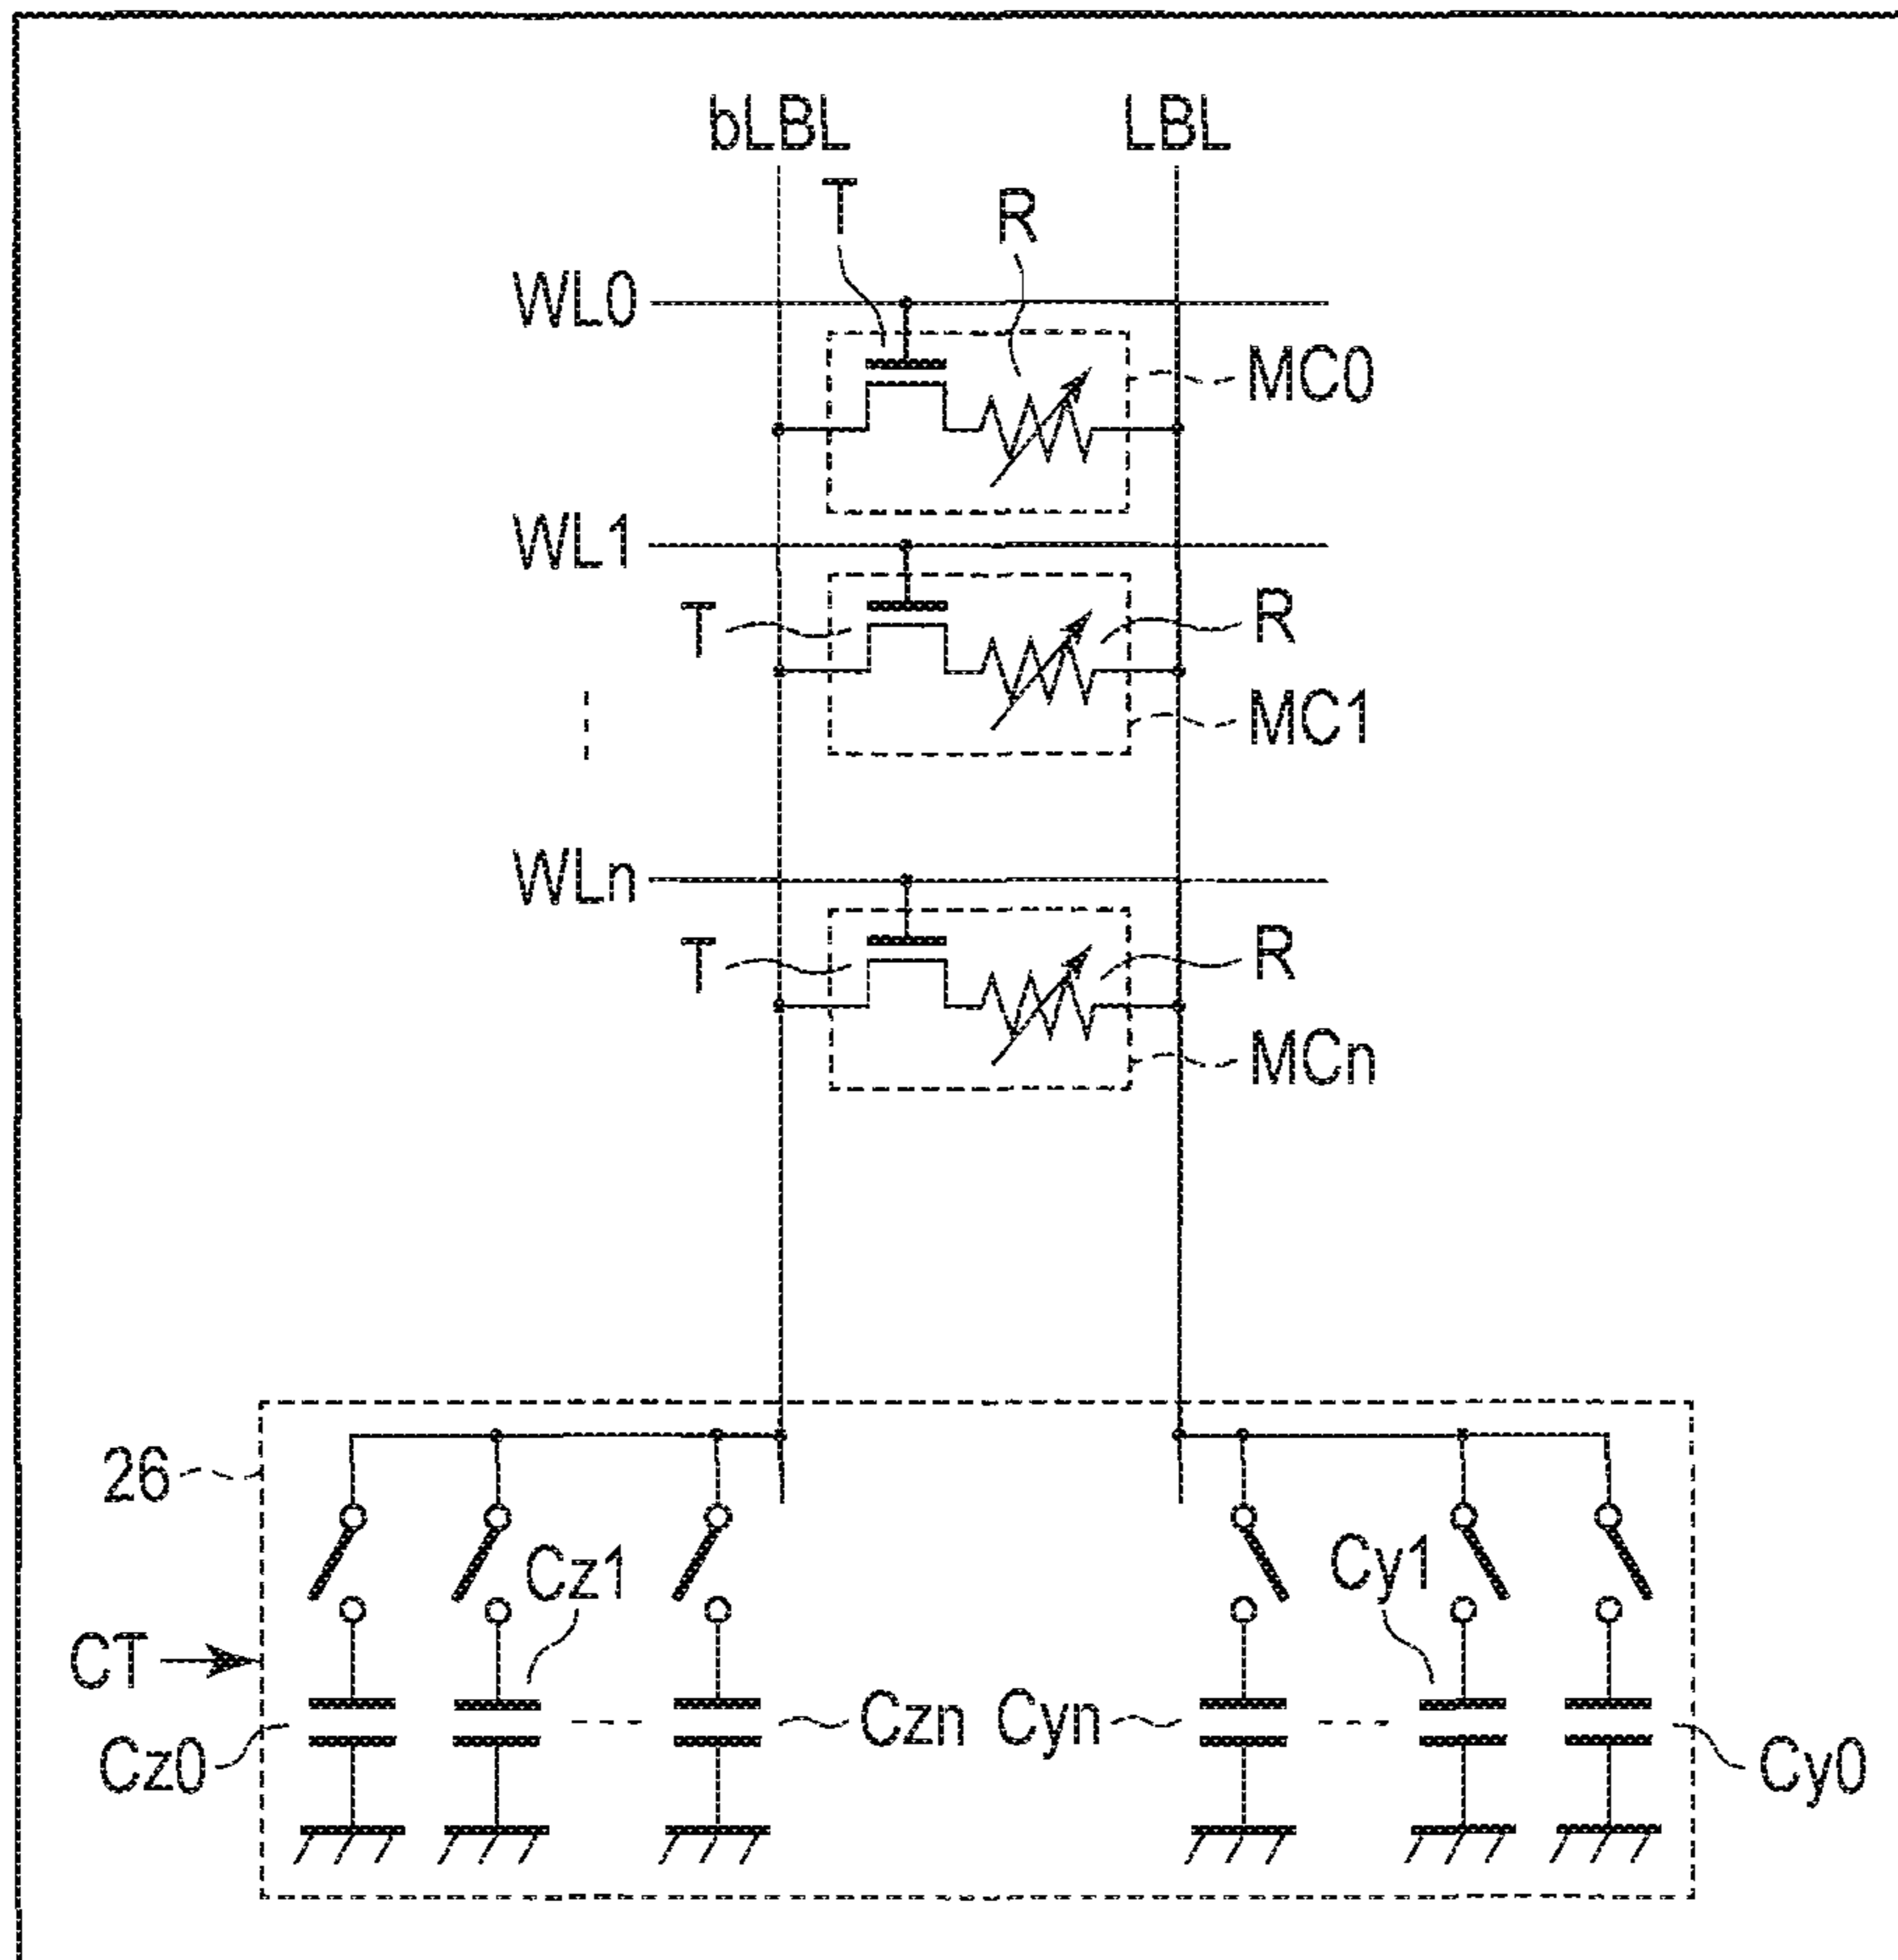 bLBL LBL
T R
WL0
MC0
WL1
T R
MC1
WLn
T R
MCn
26
Cz1 Cy1
CT
Czn Cyn
Cz0 Cy0